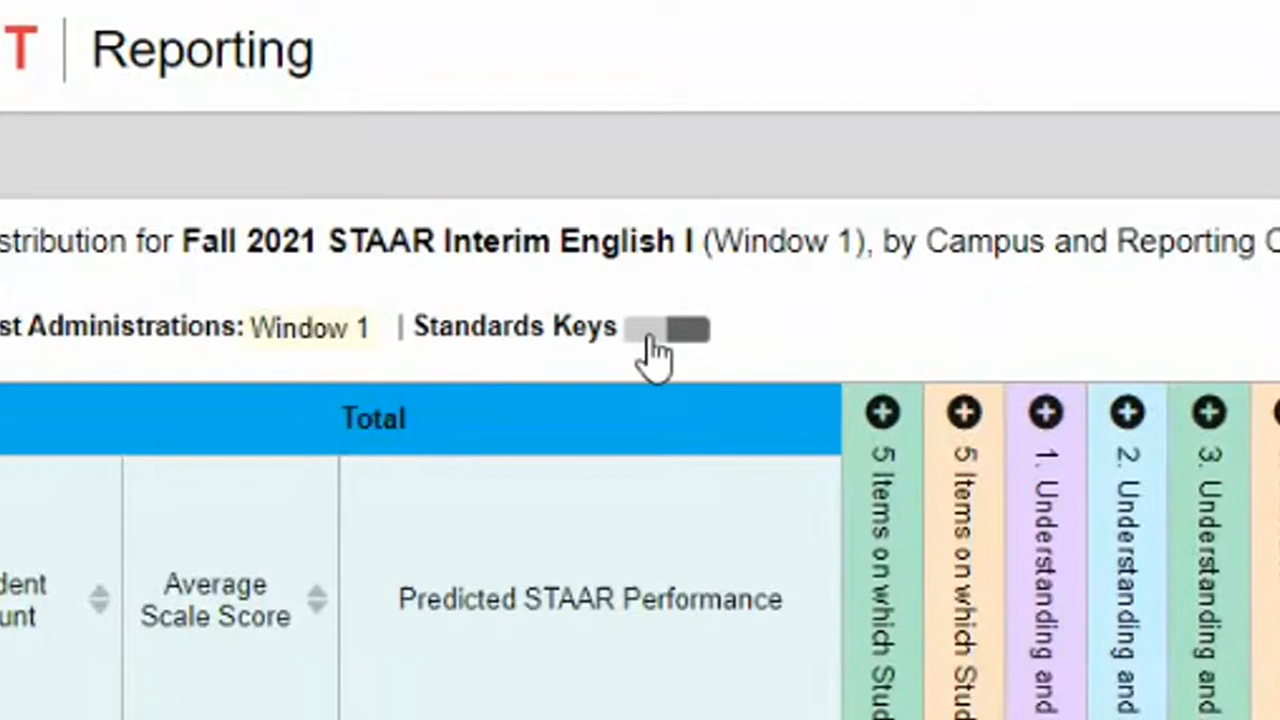 T | Reporting
stribution for Fall 2021 STAAR Interim English I (Window 1), by Campus and Reporting C
st Administrations: Window 1 | Standards Keys
Total
dent
unt
Average
Scale Score
Predicted STAAR Performance
5 Items on which Stud
5 Items on which Stud
1. Understanding and
2. Understanding and
3. Understanding and